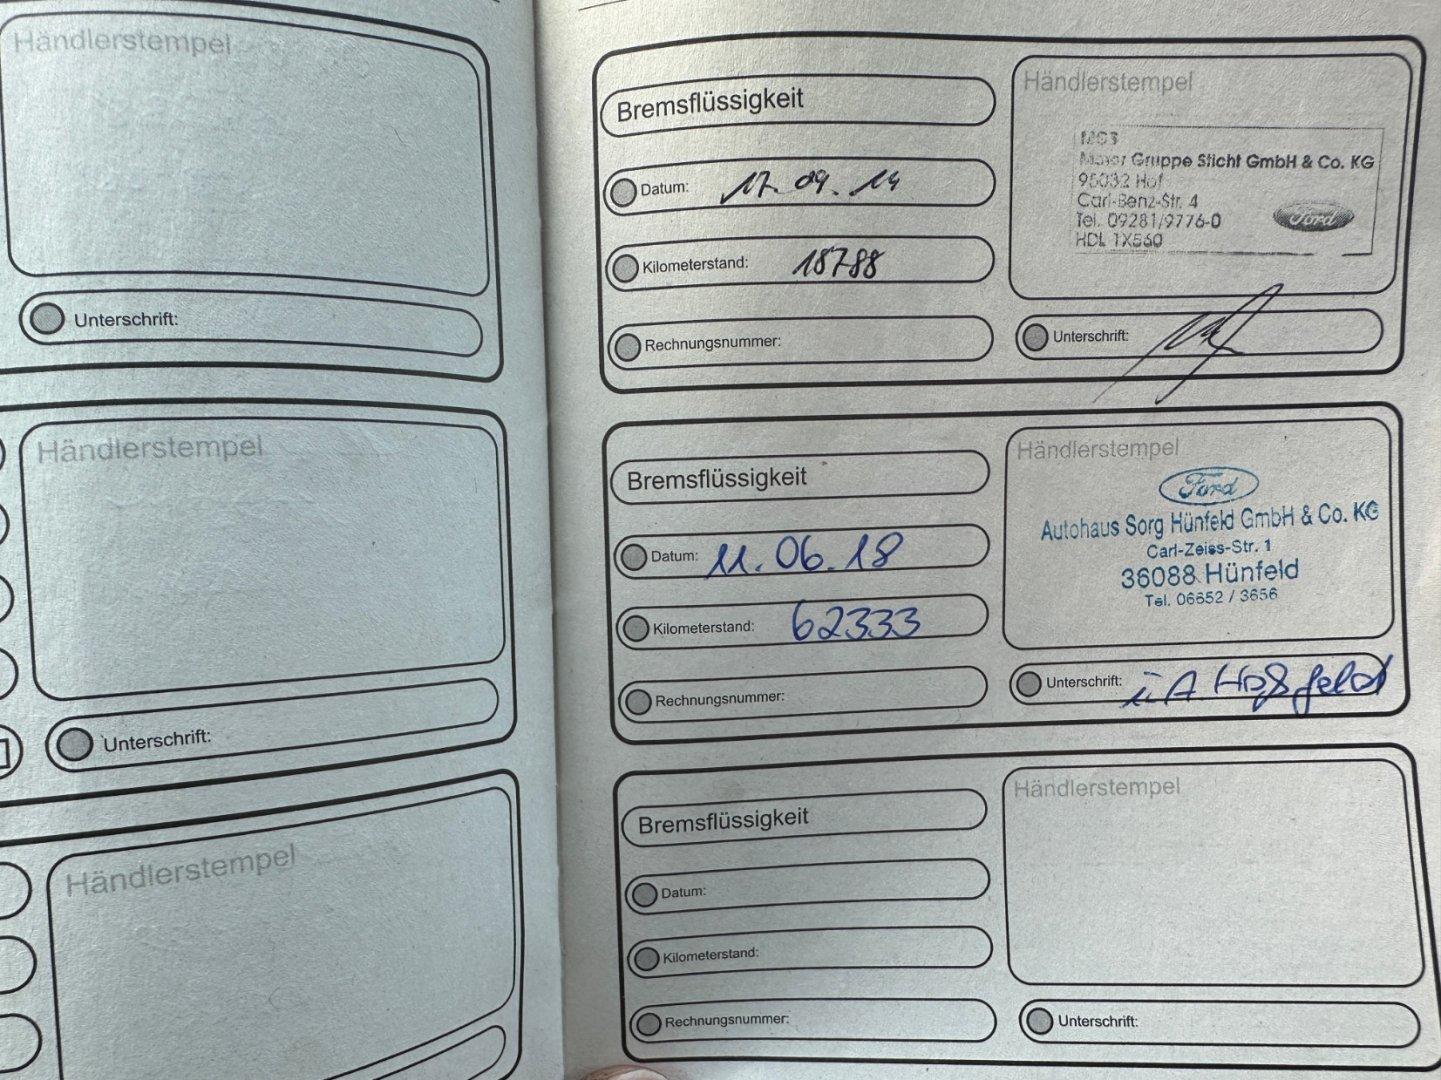 Händlerstempel
Unterschrift:
Händlerstempel
Unterschrift:
Händlerstempel
Bremsflüssigkeit
Datum: 17.09.14
Kilometerstand: 18788
Rechnungsnummer:
Händlerstempel
Gruppe Sticht GmbH & Co. KG
95032 Hof
Carl-Benz-Str. 4
Tel. 09281/9776-0
HDL 1X560
Ford
Unterschrift:
Bremsflüssigkeit
Datum: 11.06.18
Kilometerstand: 62333
Rechnungsnummer:
Händlerstempel
Ford
Autohaus Sorg Hünfeld GmbH & Co. KG
Carl-Zeiss-Str. 1
36088 Hünfeld
Tel. 06652 / 3656
Unterschrift: i.A Hoßfeld
Bremsflüssigkeit
Datum:
Kilometerstand:
Rechnungsnummer:
Händlerstempel
Unterschrift: